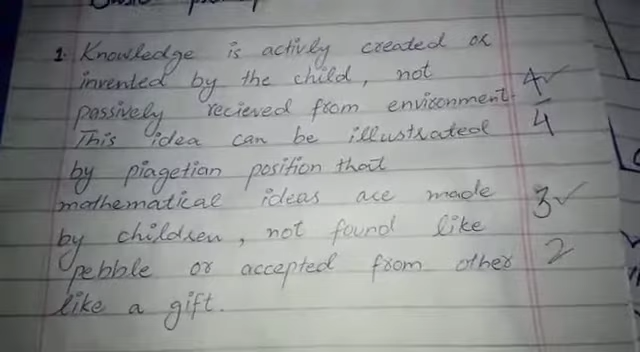 1. Knowledge is activly created or
invented by the child, not
passively recieved from environment.
This idea can be illustrated
by piagetian position that
mathematical ideas are made
by children, not found like
pebble or accepted from other
like a gift.
4✓
4
3✓
2